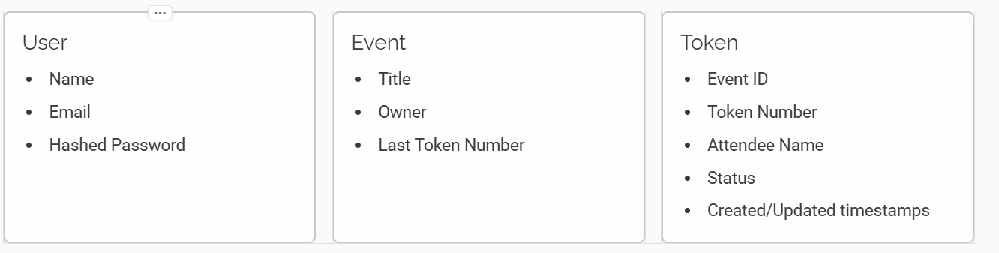 User
Name
Email
Hashed Password
Event
Title
Owner
Last Token Number
Token
Event ID
Token Number
Attendee Name
Status
Created/Updated timestamps